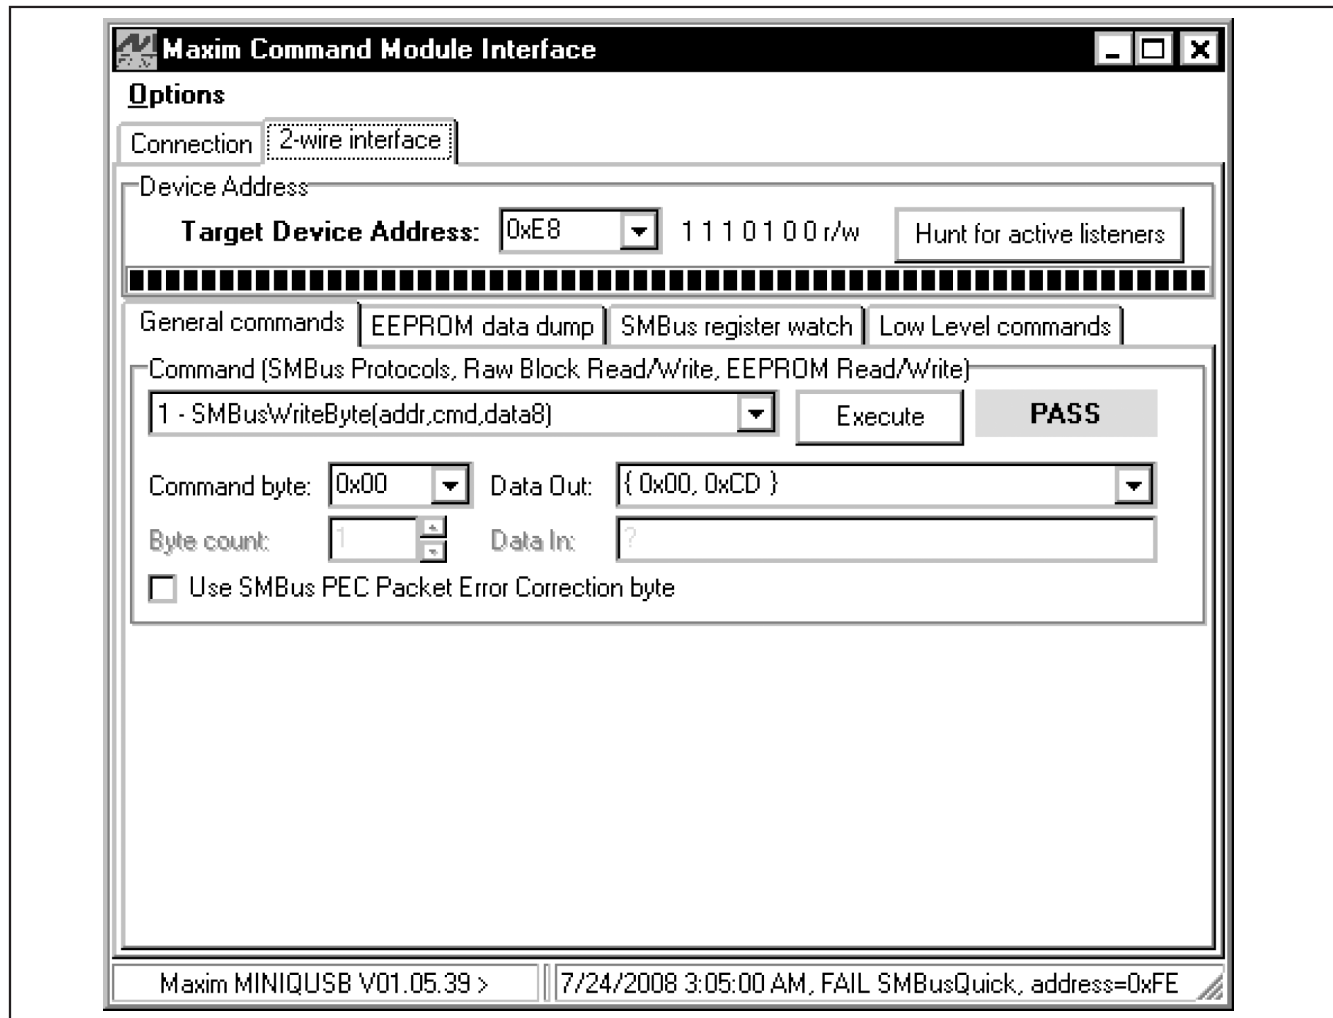 Maxim Command Module Interface
Options
Connection 2-wire interface
Device Address
Target Device Address: 0xE8 1 1 1 0 1 0 0 r/w Hunt for active listeners
General commands EEPROM data dump SMBus register watch Low Level commands
Command (SMBus Protocols, Raw Block Read/Write, EEPROM Read/Write)
1 - SMBusWriteByte(addr,cmd,data8) Execute PASS
Command byte: 0x00 Data Out: { 0x00, 0xCD }
Byte count: 1 Data In: ?
Use SMBus PEC Packet Error Correction byte
Maxim MINIQUSB V01.05.39 > 7/24/2008 3:05:00 AM, FAIL SMBusQuick, address=0xFE